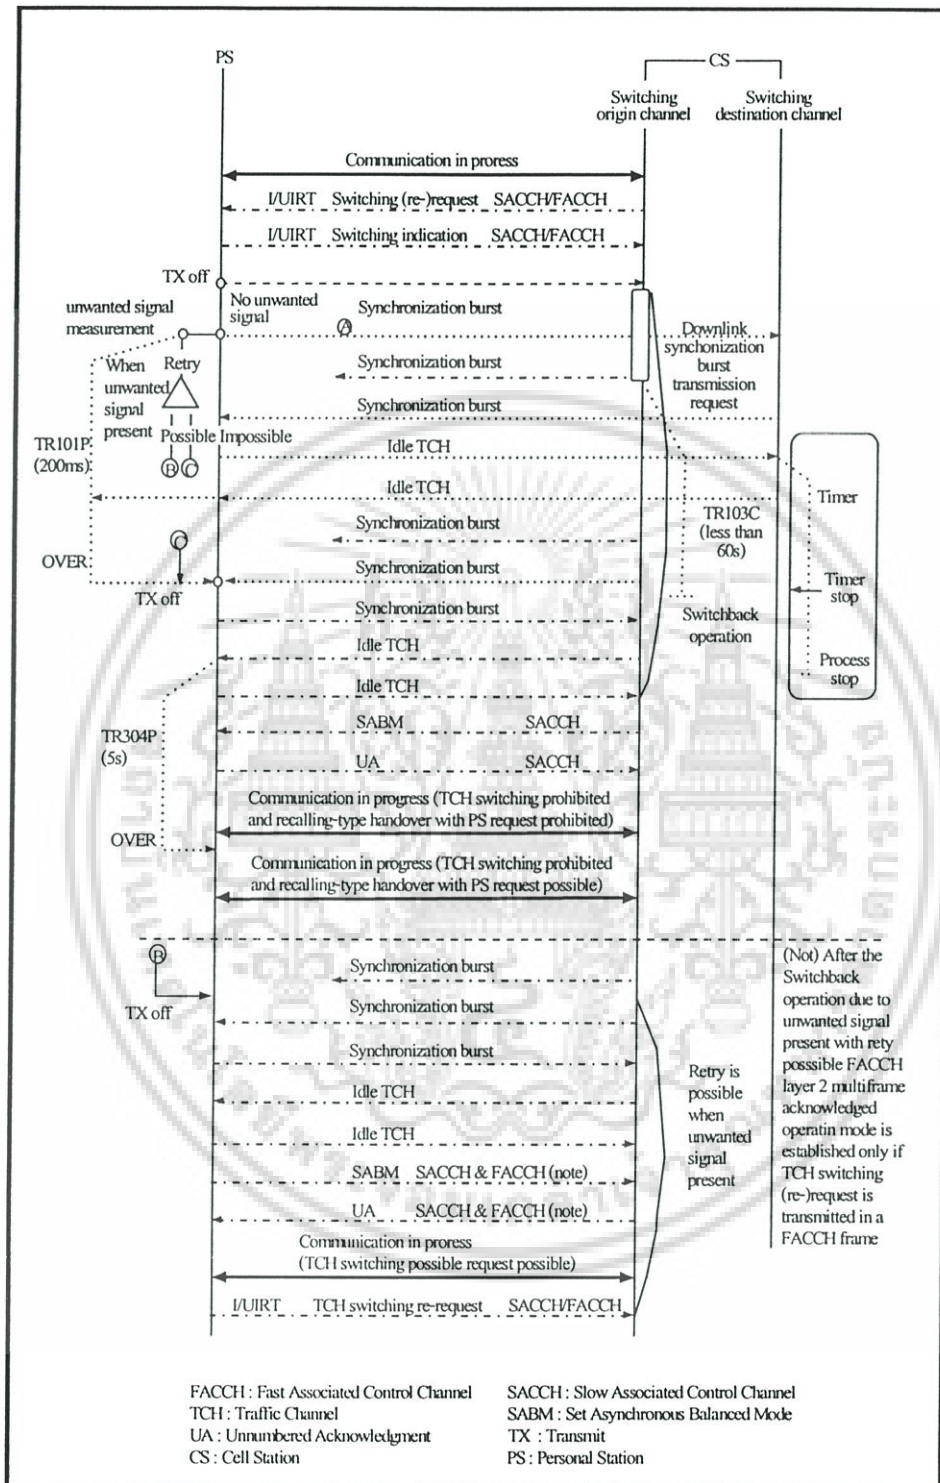 PS
CS
Switching
origin channel
Switching
destination channel
Communication in proress
I/UIRT Switching (re-)request SACCH/FACCH
I/UIRT Switching indication SACCH/FACCH
TX off
unwanted signal
measurement
No unwanted
signal
Synchronization burst
A
Downlink
synchonization
burst
transmission
request
When
unwanted
signal
present
Retry
Synchronization burst
Synchronization burst
Possible Impossible
B C
TR101P
(200ms)
Idle TCH
Idle TCH
Timer
TR103C
(less than
60s)
C
Synchronization burst
OVER
TX off
Synchronization burst
Timer
stop
Synchronization burst
Switchback
operation
Idle TCH
Process
stop
Idle TCH
SABM SACCH
TR304P
(5s)
UA SACCH
Communication in progress (TCH switching prohibited
and recalling-type handover with PS request prohibited)
OVER
Communication in progress (TCH switching prohibited
and recalling-type handover with PS request possible)
B
TX off
Synchronization burst
Synchronization burst
Synchronization burst
Idle TCH
Idle TCH
SABM SACCH & FACCH (note)
UA SACCH & FACCH (note)
Communication in proress
(TCH switching possible request possible)
I/UIRT TCH switching re-request SACCH/FACCH
Retry is
possible
when
unwanted
signal
present
(Not) After the
Switchback
operation due to
unwanted signal
present with rety
posssible FACCH
layer 2 multiframe
acknowledged
operatin mode is
established only if
TCH switching
(re-)request is
transmitted in a
FACCH frame
FACCH : Fast Associated Control Channel
SACCH : Slow Associated Control Channel
TCH : Traffic Channel
SABM : Set Asynchronous Balanced Mode
UA : Unnumbered Acknowledgment
TX : Transmit
CS : Cell Station
PS : Personal Station